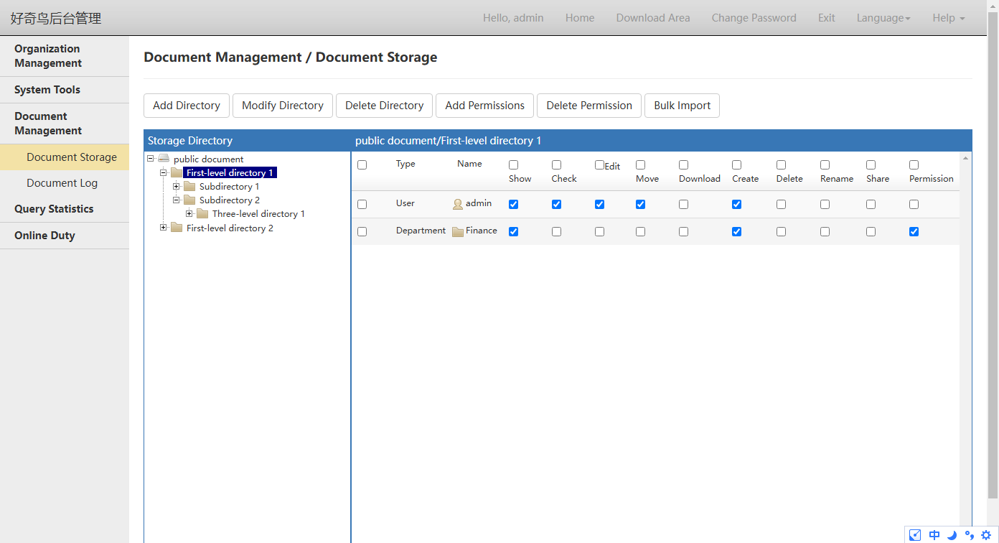 好奇鸟后台管理
Hello, admin Home Download Area Change Password Exit Language Help
Organization
Management
System Tools
Document
Management
Document Storage
Document Log
Query Statistics
Online Duty
Document Management / Document Storage
Add Directory Modify Directory Delete Directory Add Permissions Delete Permission Bulk Import
Storage Directory
public document
First-level directory 1
Subdirectory 1
Subdirectory 2
Three-level directory 1
First-level directory 2
public document/First-level directory 1
Type Name Show Check Edit Move Download Create Delete Rename Share Permission
User admin
Department Finance
中